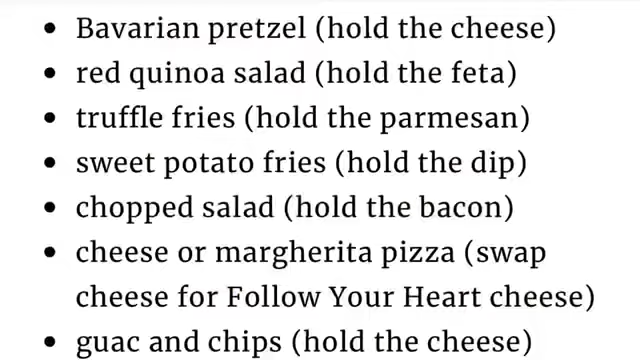 • Bavarian pretzel (hold the cheese)
• red quinoa salad (hold the feta)
• truffle fries (hold the parmesan)
• sweet potato fries (hold the dip)
• chopped salad (hold the bacon)
• cheese or margherita pizza (swap
cheese for Follow Your Heart cheese)
• guac and chips (hold the cheese)